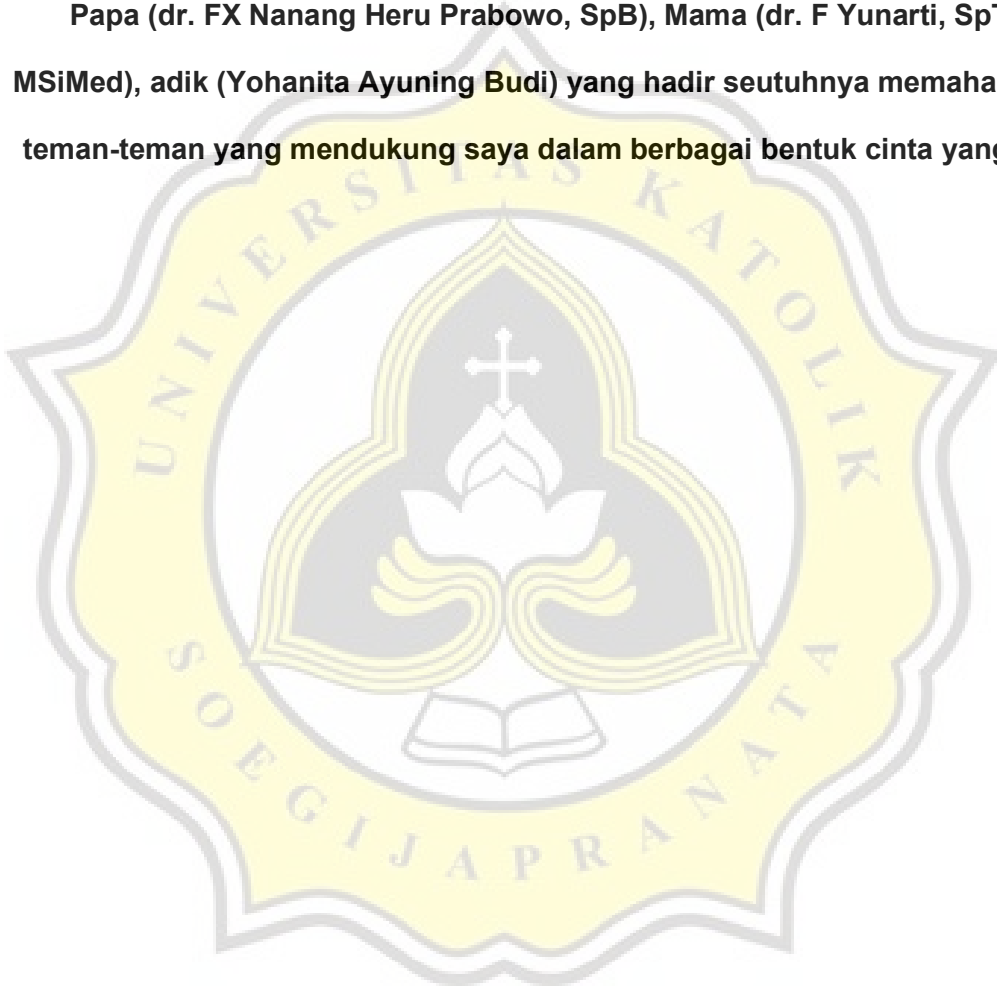 Papa (dr. FX Nanang Heru Prabowo, SpB), Mama (dr. F Yunarti,
MSiMed), adik (Yohanita Ayuning Budi) yang hadir seutuhnya
teman-teman yang mendukung saya dalam berbagai bentuk cinta yang
UNIVERSITAS KATOLIK
SOEGIJAPRANATA